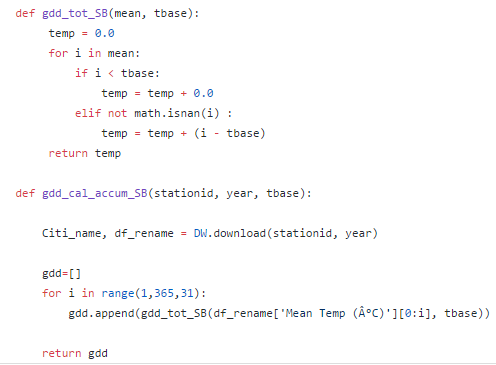 def gdd_tot_SB(mean, tbase):
    temp = 0.0
    for i in mean:
        if i < tbase:
            temp = temp + 0.0
        elif not math.isnan(i) :
            temp = temp + (i - tbase)
    return temp
def gdd_cal_accum_SB(stationid, year, tbase):
    Citi_name, df_rename = DW.download(stationid, year)
    gdd=[]
    for i in range(1,365,31):
        gdd.append(gdd_tot_SB(df_rename['Mean Temp (Â°C)'][0:i], tbase))
    return gdd